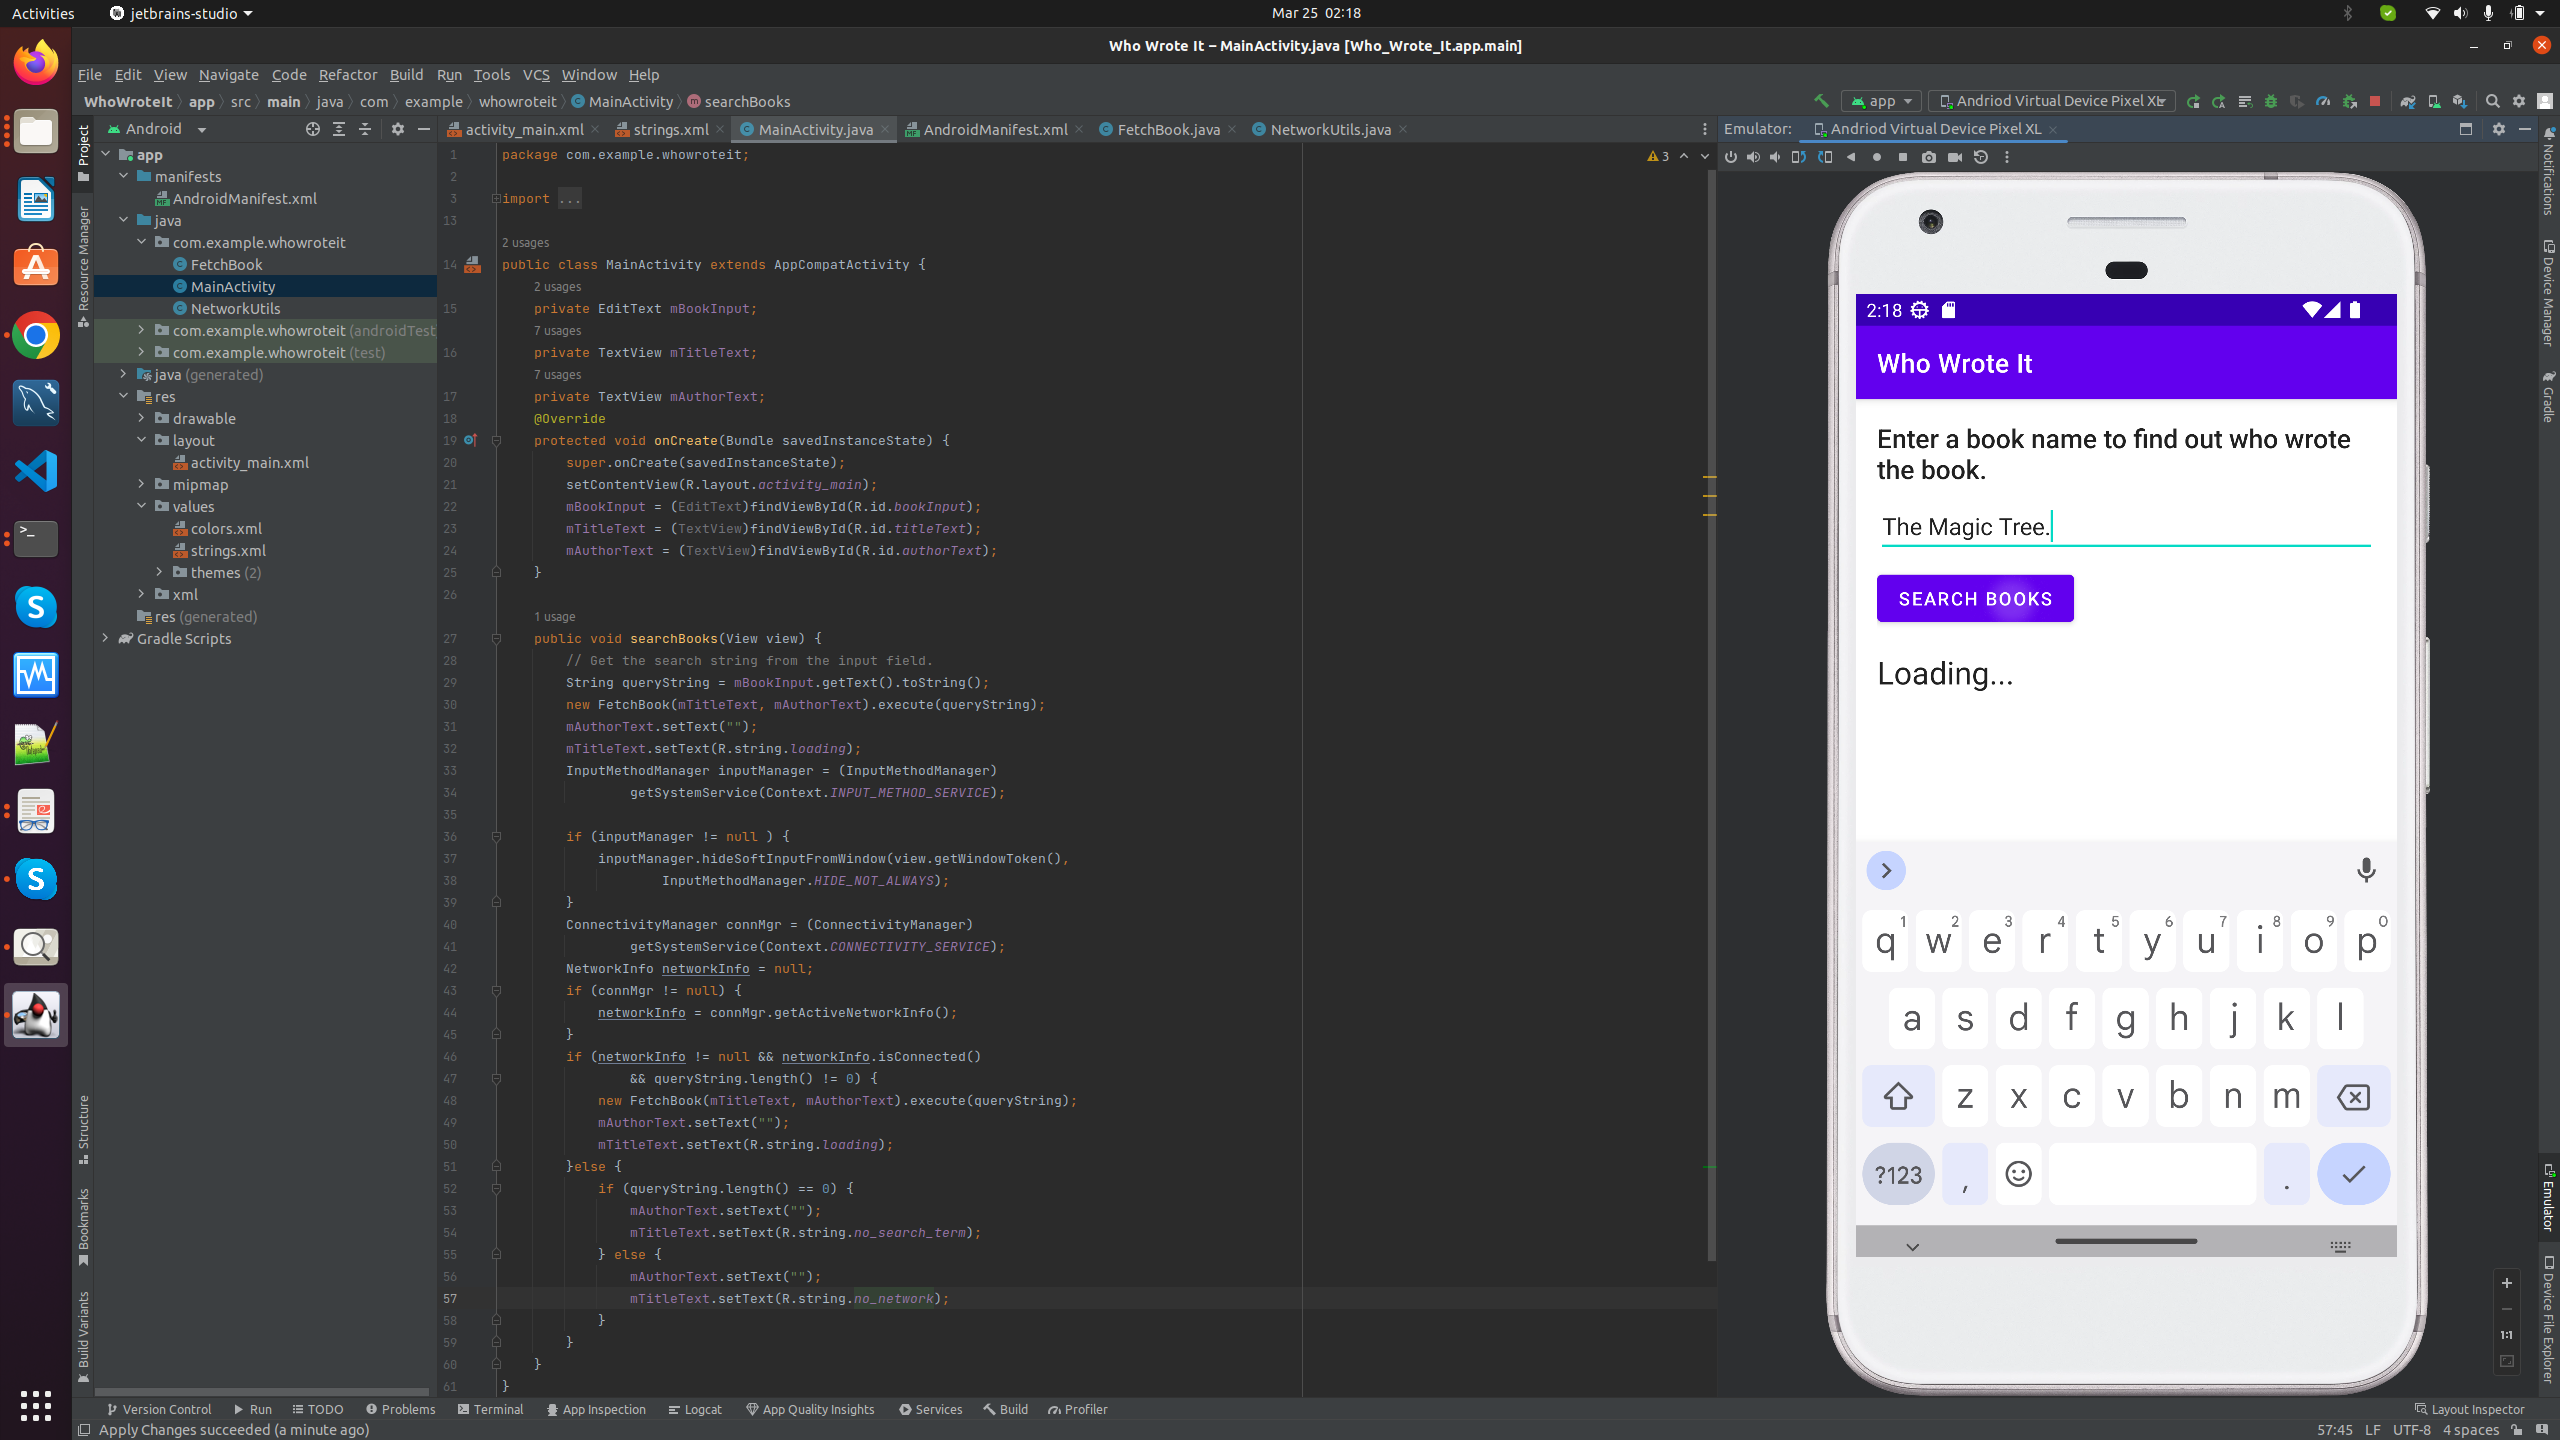 Activities
jetbrains-studio
Mar 25 02:18
Who Wrote It – MainActivity.java [Who_Wrote_It.app.main]
File Edit View Navigate Code Refactor Build Run Tools VCS Window Help
WhoWroteIt app src main java com example whowroteit MainActivity searchBooks
app
Andriod Virtual Device Pixel XL
Project
Resource Manager
Structure
Bookmarks
Build Variants
Android
app
manifests
AndroidManifest.xml
java
com.example.whowroteit
FetchBook
MainActivity
NetworkUtils
com.example.whowroteit (androidTest
com.example.whowroteit (test)
java (generated)
res
drawable
layout
activity_main.xml
mipmap
values
colors.xml
strings.xml
themes (2)
xml
res (generated)
Gradle Scripts
activity_main.xml strings.xml MainActivity.java AndroidManifest.xml FetchBook.java NetworkUtils.java
3
1 package com.example.whowroteit;
2
3 import ...
13
2 usages
14 public class MainActivity extends AppCompatActivity {
2 usages
15 private EditText mBookInput;
7 usages
16 private TextView mTitleText;
7 usages
17 private TextView mAuthorText;
18 @Override
19 protected void onCreate(Bundle savedInstanceState) {
20 super.onCreate(savedInstanceState);
21 setContentView(R.layout.activity_main);
22 mBookInput = (EditText)findViewById(R.id.bookInput);
23 mTitleText = (TextView)findViewById(R.id.titleText);
24 mAuthorText = (TextView)findViewById(R.id.authorText);
25 }
26
1 usage
27 public void searchBooks(View view) {
28 // Get the search string from the input field.
29 String queryString = mBookInput.getText().toString();
30 new FetchBook(mTitleText, mAuthorText).execute(queryString);
31 mAuthorText.setText("");
32 mTitleText.setText(R.string.loading);
33 InputMethodManager inputManager = (InputMethodManager)
34 getSystemService(Context.INPUT_METHOD_SERVICE);
35
36 if (inputManager != null ) {
37 inputManager.hideSoftInputFromWindow(view.getWindowToken(),
38 InputMethodManager.HIDE_NOT_ALWAYS);
39 }
40 ConnectivityManager connMgr = (ConnectivityManager)
41 getSystemService(Context.CONNECTIVITY_SERVICE);
42 NetworkInfo networkInfo = null;
43 if (connMgr != null) {
44 networkInfo = connMgr.getActiveNetworkInfo();
45 }
46 if (networkInfo != null && networkInfo.isConnected()
47 && queryString.length() != 0) {
48 new FetchBook(mTitleText, mAuthorText).execute(queryString);
49 mAuthorText.setText("");
50 mTitleText.setText(R.string.loading);
51 }else {
52 if (queryString.length() == 0) {
53 mAuthorText.setText("");
54 mTitleText.setText(R.string.no_search_term);
55 } else {
56 mAuthorText.setText("");
57 mTitleText.setText(R.string.no_network);
58 }
59 }
60 }
61 }
Emulator: Andriod Virtual Device Pixel XL
2:18
Who Wrote It
Enter a book name to find out who wrote
the book.
The Magic Tree.
SEARCH BOOKS
Loading...
q1 w2 e3 r4 t5 y6 u7 i8 o9 p0
a s d f g h j k l
z x c v b n m
?123 , .
1:1
Notifications
Device Manager
Gradle
Emulator
Device File Explorer
Version Control Run TODO Problems Terminal App Inspection Logcat App Quality Insights Services Build Profiler Layout Inspector
Apply Changes succeeded (a minute ago)
57:45 LF UTF-8 4 spaces